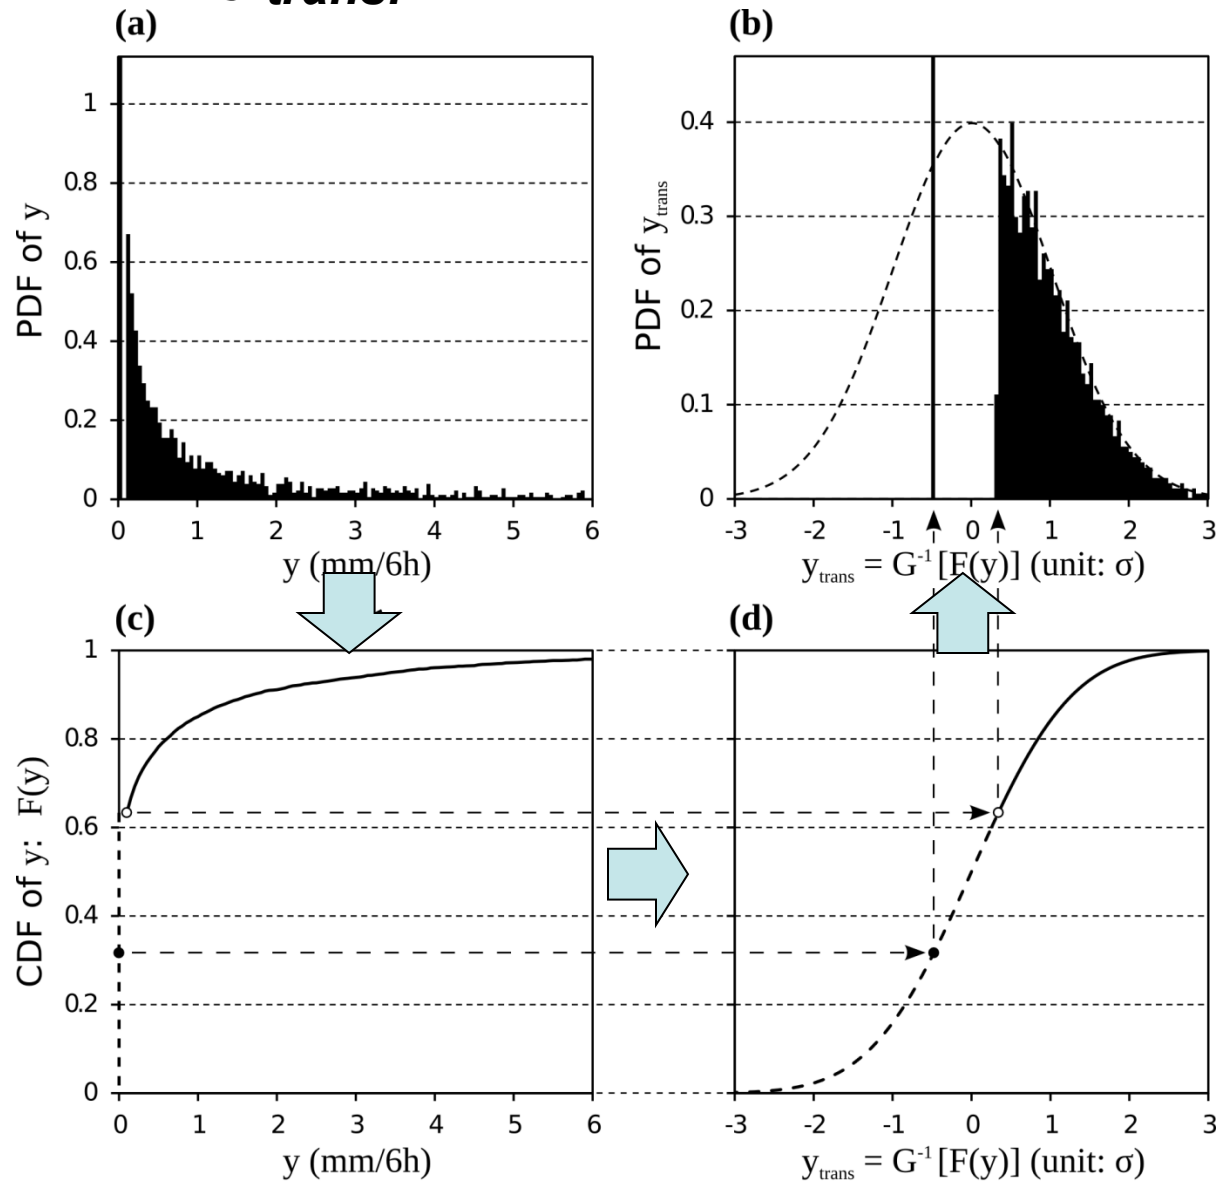 (a)
(b)
PDF of y
1
0.8
0.6
0.4
0.2
0
0 1 2 3 4 5 6
y (mm/6h)
PDF of y_trans
0.4
0.3
0.2
0.1
0
-3 -2 -1 0 1 2 3
y_trans = G^-1 [F(y)] (unit: σ)
(c)
(d)
CDF of y: F(y)
1
0.8
0.6
0.4
0.2
0
0 1 2 3 4 5 6
y (mm/6h)
-3 -2 -1 0 1 2 3
y_trans = G^-1 [F(y)] (unit: σ)